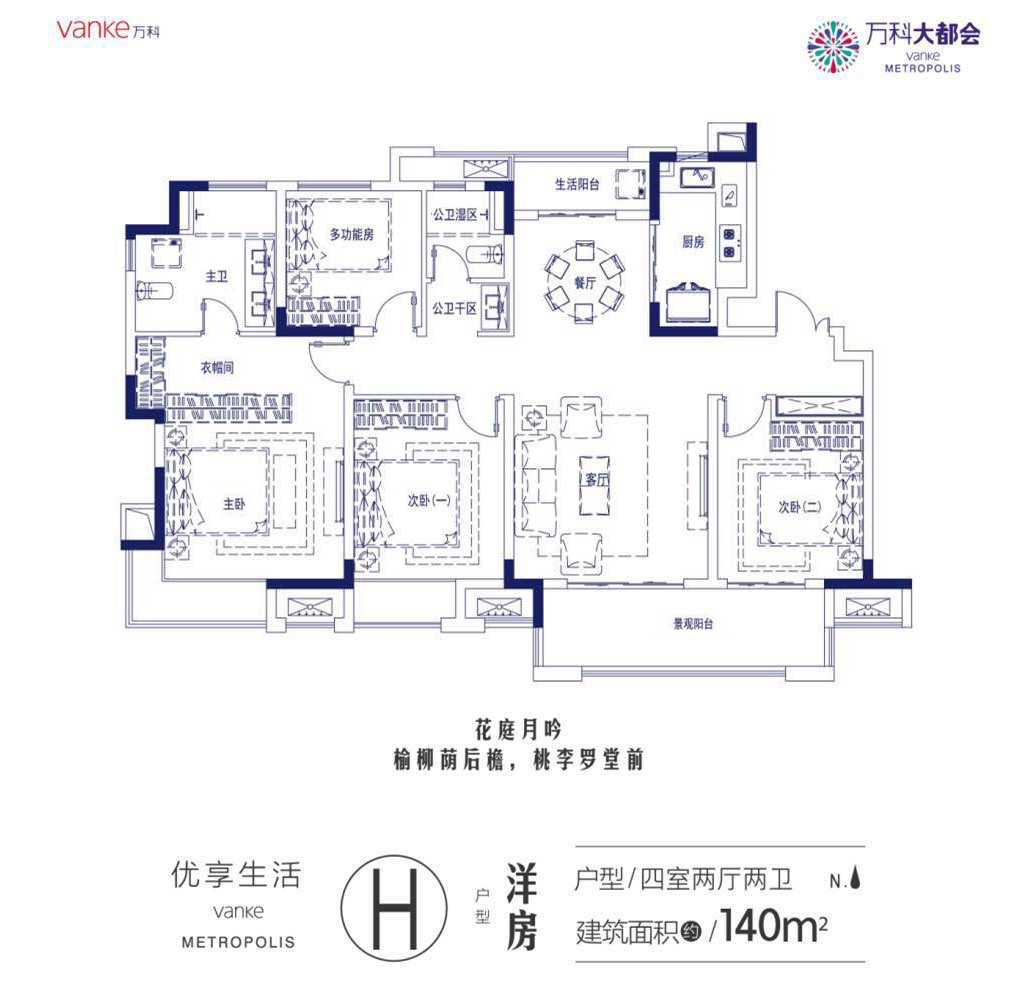 vanke 万科
万科大都会
vanke
METROPOLIS
生活阳台
公卫湿区
多功能房
厨房
主卫
餐厅
公卫干区
衣帽间
主卧
次卧(一)
客厅
次卧(二)
景观阳台
花庭月吟
榆柳荫后檐，桃李罗堂前
优享生活
vanke
METROPOLIS
H
户型
洋房
户型/四室两厅两卫 N.
建筑面积约/140m²